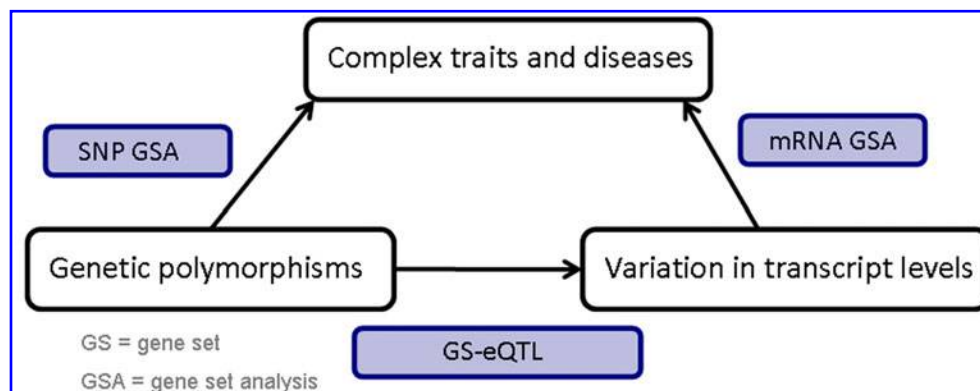 Complex traits and diseases
SNP GSA
mRNA GSA
Genetic polymorphisms
Variation in transcript levels
GS = gene set
GS-eQTL
GSA = gene set analysis